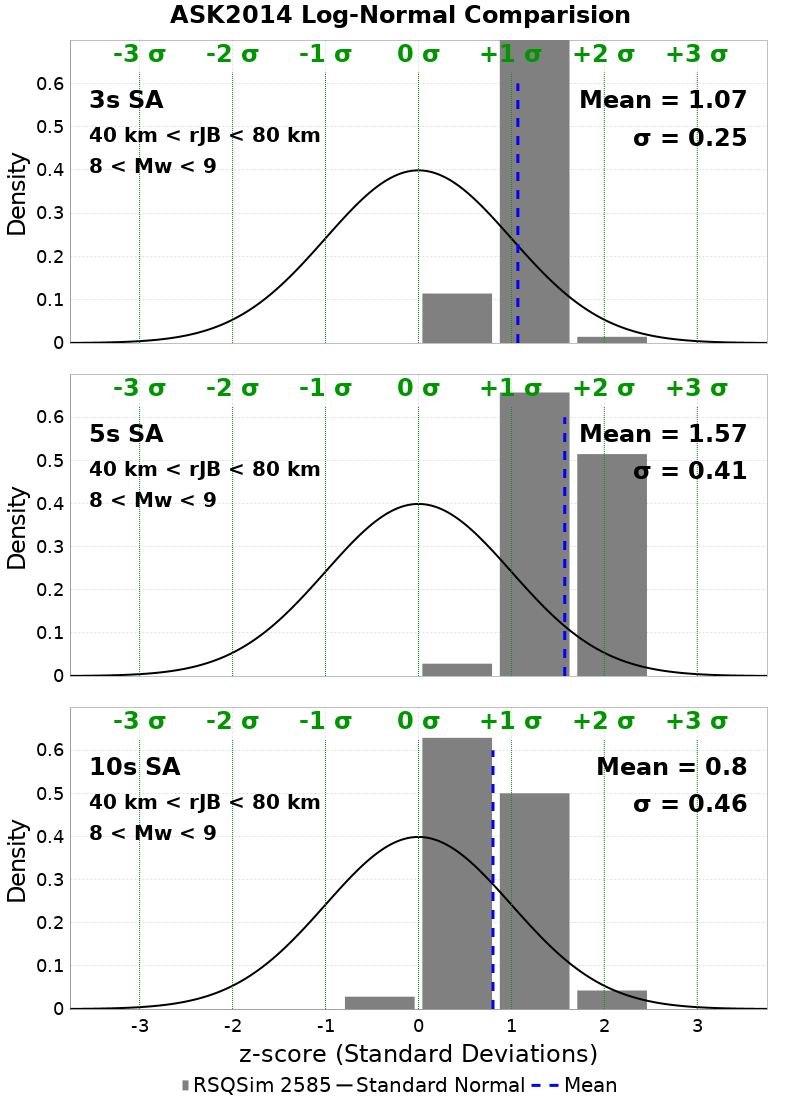 ASK2014 Log-Normal Comparision
-3 σ -2 σ -1 σ 0 σ +1 σ +2 σ +3 σ
3s SA
40 km < rJB < 80 km
8 < Mw < 9
Mean = 1.07
σ = 0.25
Density
0.6
0.5
0.4
0.3
0.2
0.1
0
-3 σ -2 σ -1 σ 0 σ +1 σ +2 σ +3 σ
5s SA
40 km < rJB < 80 km
8 < Mw < 9
Mean = 1.57
σ = 0.41
Density
0.6
0.5
0.4
0.3
0.2
0.1
0
-3 σ -2 σ -1 σ 0 σ +1 σ +2 σ +3 σ
10s SA
40 km < rJB < 80 km
8 < Mw < 9
Mean = 0.8
σ = 0.46
Density
0.6
0.5
0.4
0.3
0.2
0.1
0
-3 -2 -1 0 1 2 3
z-score (Standard Deviations)
RSQSim 2585 Standard Normal Mean